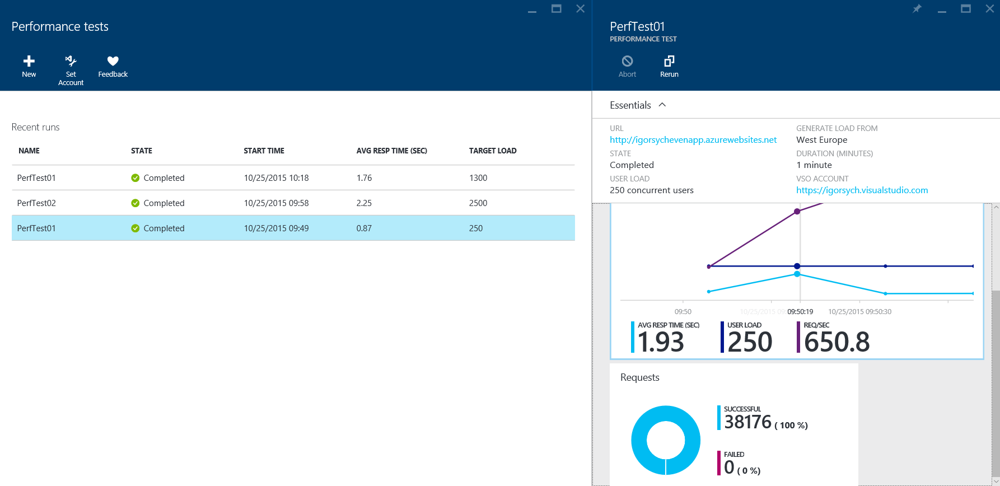 Performance tests
New
Set
Account
Feedback
Recent runs
NAME STATE START TIME AVG RESP TIME (SEC) TARGET LOAD
PerfTest01 Completed 10/25/2015 10:18 1.76 1300
PerfTest02 Completed 10/25/2015 09:58 2.25 2500
PerfTest01 Completed 10/25/2015 09:49 0.87 250
PerfTest01
PERFORMANCE TEST
Abort
Rerun
Essentials
URL
http://igorsychevenapp.azurewebsites.net
STATE
Completed
USER LOAD
250 concurrent users
GENERATE LOAD FROM
West Europe
DURATION (MINUTES)
1 minute
VSO ACCOUNT
https://igorsych.visualstudio.com
09:50 10/25/2015 09:50:19 10/25/2015 09:50:30
AVG RESP TIME (SEC)
1.93
USER LOAD
250
REQ/SEC
650.8
Requests
SUCCESSFUL
38176 ( 100 %)
FAILED
0 ( 0 %)